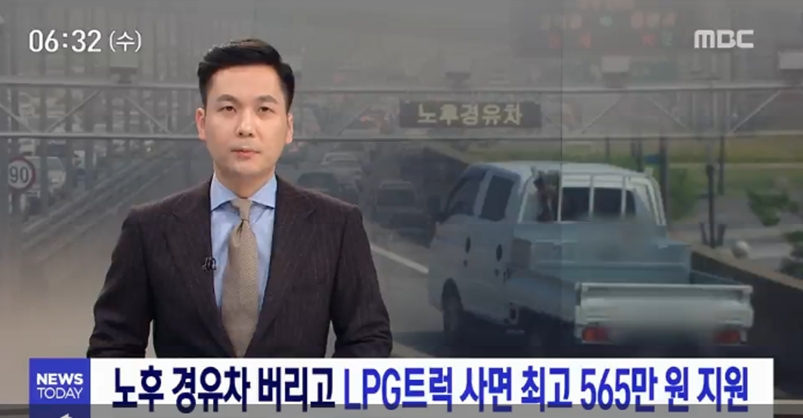 06:32 (수)
MBC
노후경유차
90
NEWS
TODAY
노후 경유차 버리고 LPG트럭 사면 최고 565만 원 지원